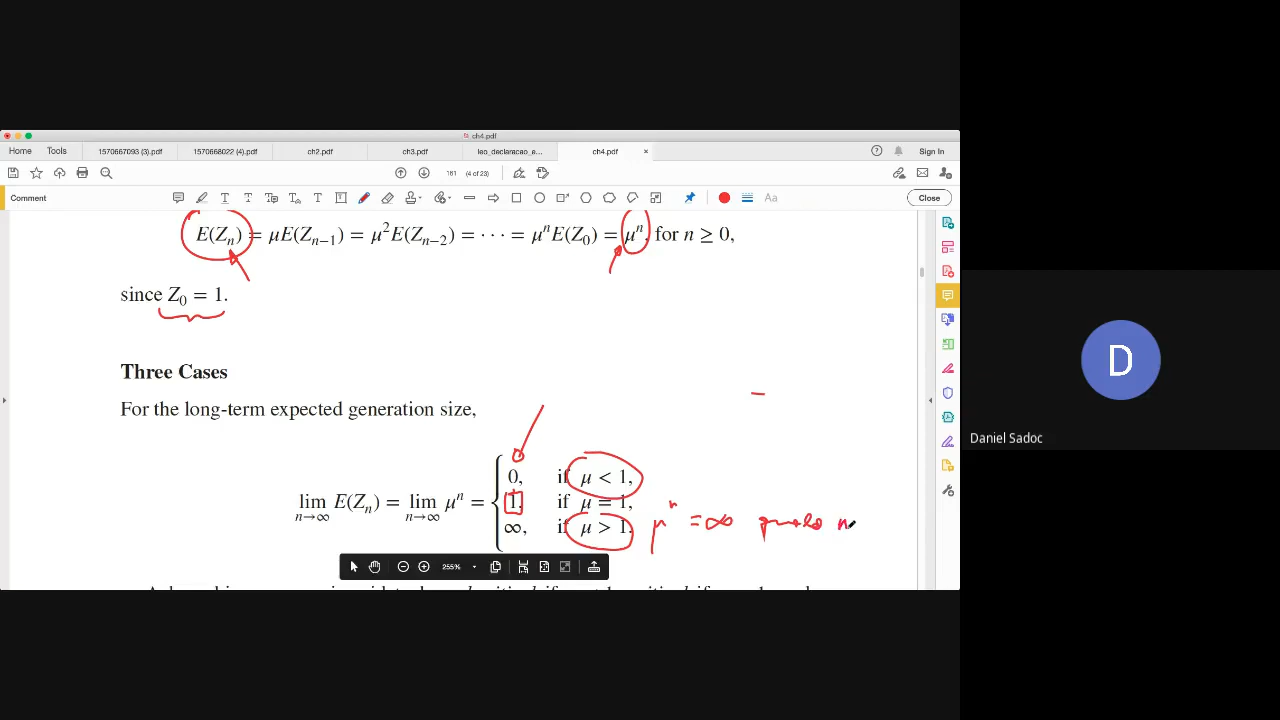 ch4.pdf
Home Tools 1570667093 (3).pdf 1570668022 (4).pdf ch2.pdf ch3.pdf leo_declaracao_e... ch4.pdf × Sign In
181 (4 of 23)
Comment Aa Close
E(Zₙ) = μE(Zₙ₋₁) = μ²E(Zₙ₋₂) = ⋯ = μⁿE(Z₀) = μⁿ, for n ≥ 0,
since Z₀ = 1.
Three Cases
For the long-term expected generation size,
0, if μ < 1,
lim n→∞ E(Zₙ) = lim n→∞ μⁿ = { 1, if μ = 1,
∞, if μ > 1. μⁿ = ∞ n
255%
D
Daniel Sadoc